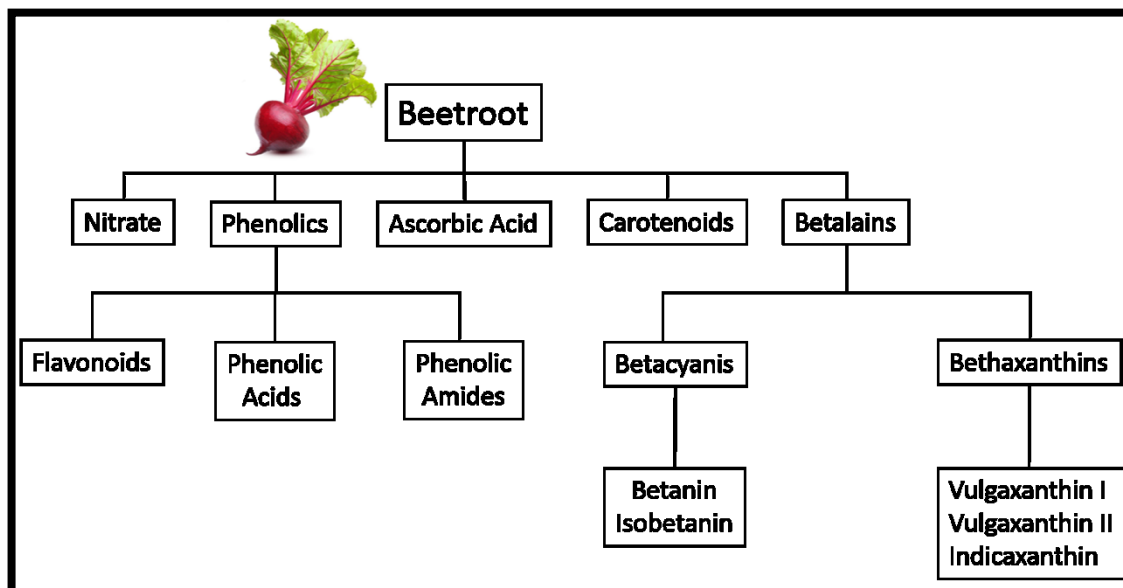 Beetroot
Nitrate
Phenolics
Ascorbic Acid
Carotenoids
Betalains
Flavonoids
Phenolic
Acids
Phenolic
Amides
Betacyanis
Bethaxanthins
Betanin
Isobetanin
Vulgaxanthin I
Vulgaxanthin II
Indicaxanthin